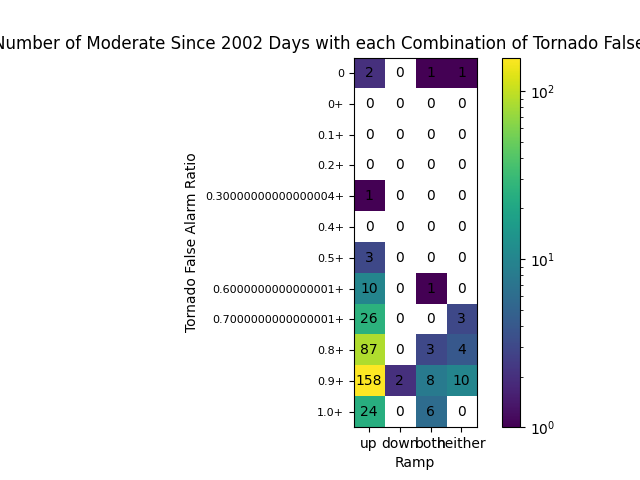 Number of Moderate Since 2002 Days with each Combination of Tornado False
0 2 0 1 1
0+ 0 0 0 0
0.1+ 0 0 0 0
0.2+ 0 0 0 0
0.30000000000000004+ 1 0 0 0
0.4+ 0 0 0 0
0.5+ 3 0 0 0
0.6000000000000001+ 10 0 1 0
0.7000000000000001+ 26 0 0 3
0.8+ 87 0 3 4
0.9+ 158 2 8 10
1.0+ 24 0 6 0
up down both neither
Ramp
Tornado False Alarm Ratio
10²
10¹
10⁰